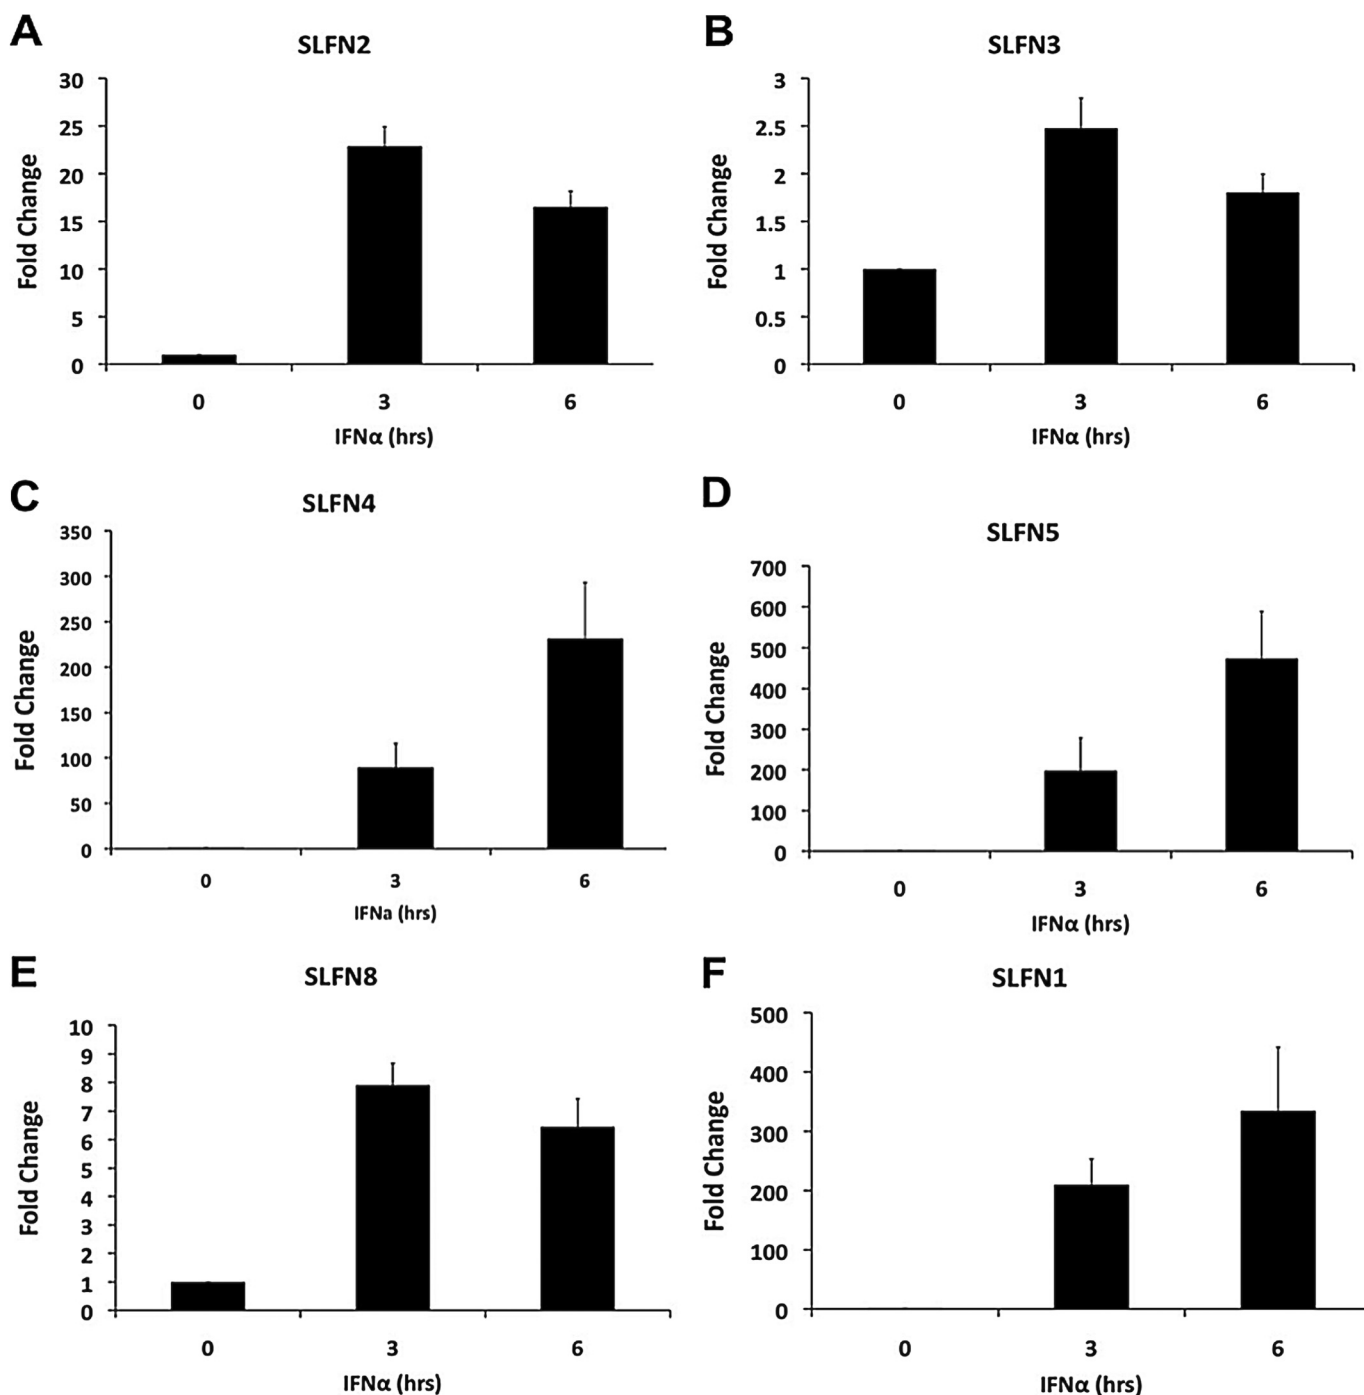 A
SLFN2
30
25
20
15
10
5
0
Fold Change
0 3 6
IFNα (hrs)
B
SLFN3
3
2.5
2
1.5
1
0.5
0
Fold Change
0 3 6
IFNα (hrs)
C
SLFN4
350
300
250
200
150
100
50
0
Fold Change
0 3 6
IFNa (hrs)
D
SLFN5
700
600
500
400
300
200
100
0
Fold Change
0 3 6
IFNα (hrs)
E
SLFN8
10
9
8
7
6
5
4
3
2
1
0
Fold Change
0 3 6
IFNα (hrs)
F
SLFN1
500
400
300
200
100
0
Fold Change
0 3 6
IFNα (hrs)